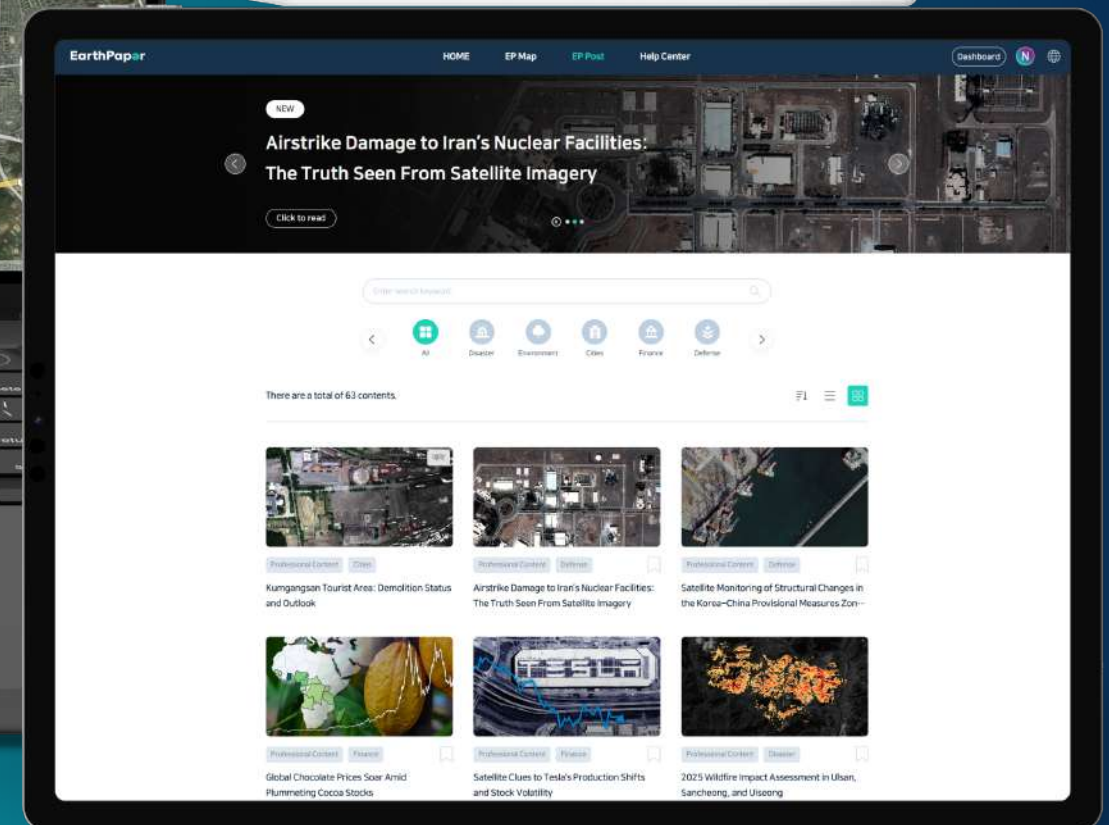 EarthPaper
HOME
EP Map
EP Post
Help Center
Dashboard
N
NEW
Airstrike Damage to Iran's Nuclear Facilities:
The Truth Seen From Satellite Imagery
Click to read
Enter search keyword
All
Disaster
Environment
Cities
Finance
Defense
There are a total of 63 contents.
Professional Content
Cities
Kumgangsan Tourist Area: Demolition Status
and Outlook
Professional Content
Defense
Airstrike Damage to Iran's Nuclear Facilities:
The Truth Seen From Satellite Imagery
Professional Content
Defense
Satellite Monitoring of Structural Changes in
the Korea–China Provisional Measures Zon…
Professional Content
Finance
Global Chocolate Prices Soar Amid
Plummeting Cocoa Stocks
Professional Content
Finance
Satellite Clues to Tesla's Production Shifts
and Stock Volatility
Professional Content
Disaster
2025 Wildfire Impact Assessment in Ulsan,
Sancheong, and Uiseong